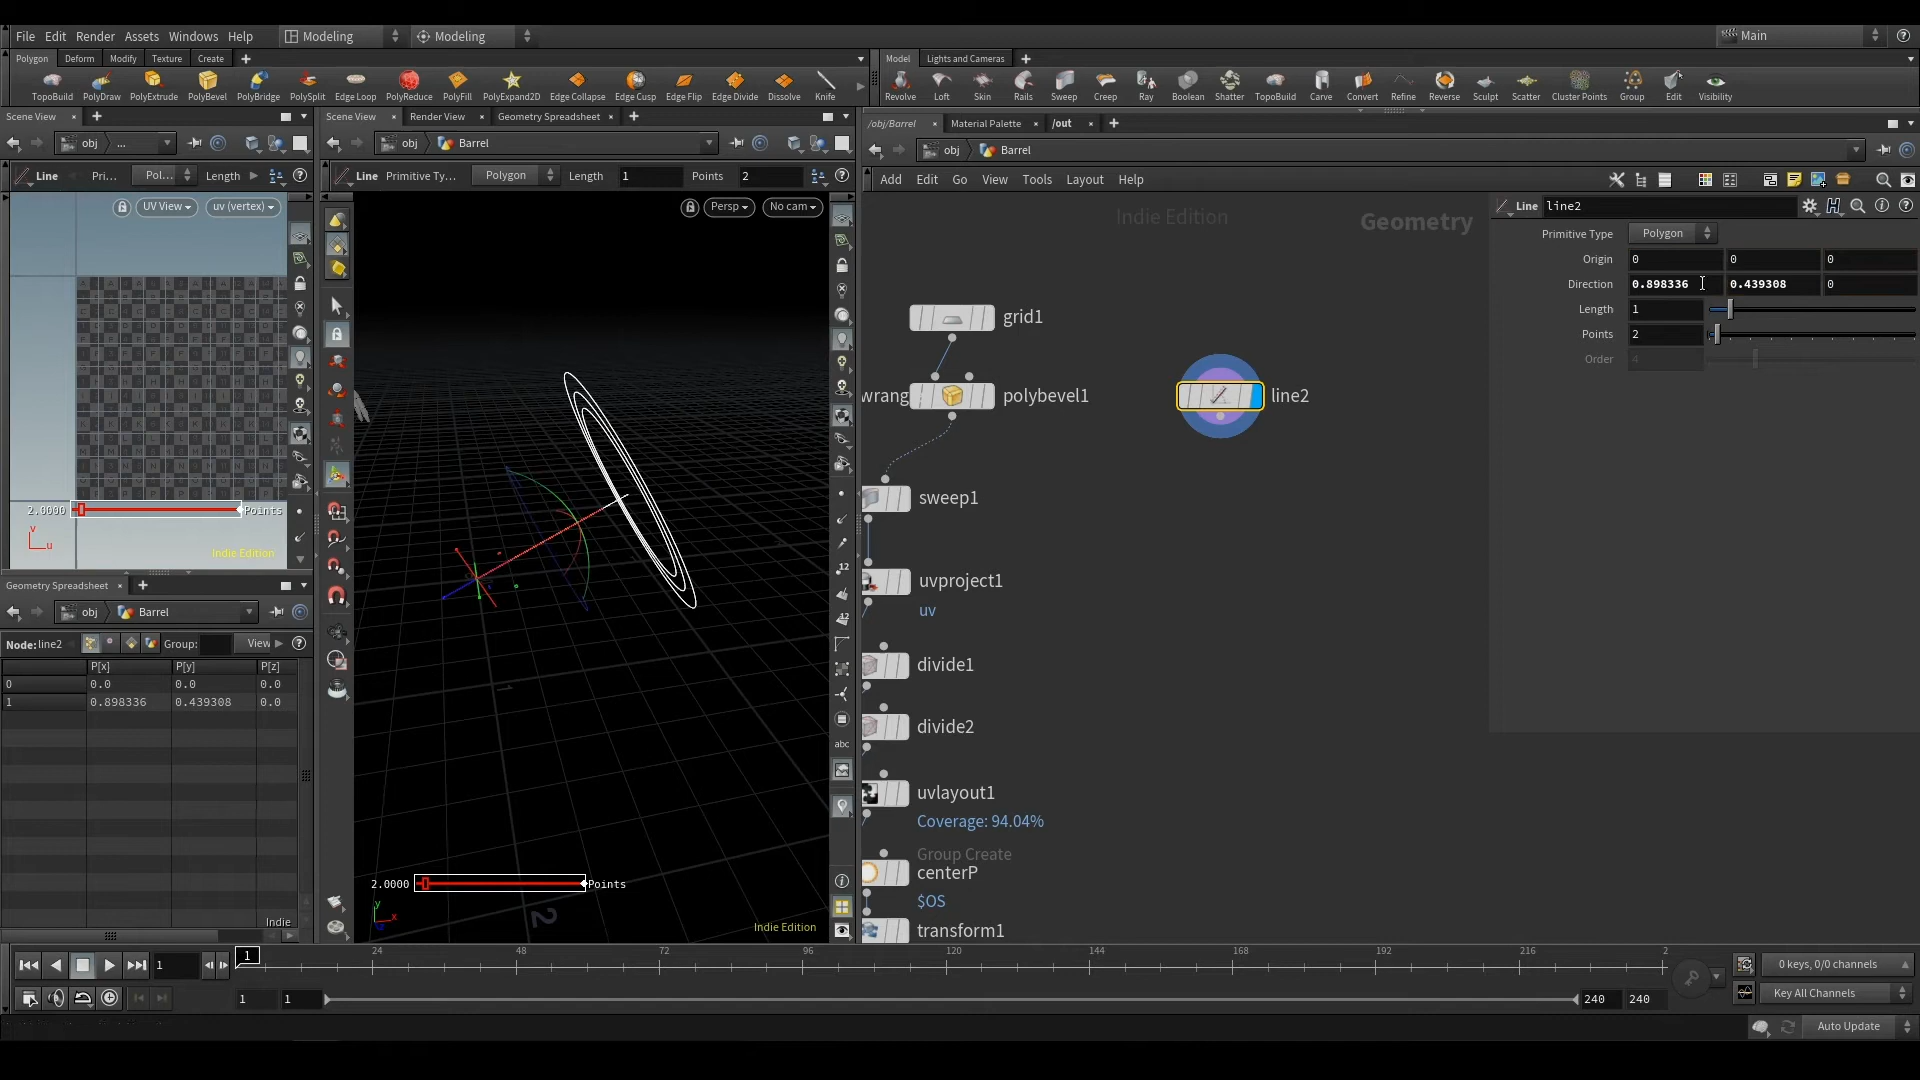 File Edit Render Assets Windows Help Modeling Modeling Main
Polygon Deform Modify Texture Create
TopoBuild PolyDraw PolyExtrude PolyBevel PolyBridge PolySplit Edge Loop PolyReduce PolyFill PolyExpand2D Edge Collapse Edge Cusp Edge Flip Edge Divide Dissolve Knife
Model Lights and Cameras
Revolve Loft Skin Rails Sweep Creep Ray Boolean Shatter TopoBuild Carve Convert Refine Reverse Sculpt Scatter Cluster Points Group Edit Visibility
Scene View
obj ...
Line Pri... Pol... Length
UV View uv (vertex)
2.0000 Points
v
u
Indie Edition
Geometry Spreadsheet
obj Barrel
Node: line2 Group: View
P[x] P[y] P[z]
0 0.0 0.0 0.0
1 0.898336 0.439308 0.0
Indie
Scene View Render View Geometry Spreadsheet
obj Barrel
Line Primitive Ty... Polygon Length 1 Points 2
Persp No cam
12
12
abc
1
2
2.0000 Points
y
x
Indie Edition
/obj/Barrel Material Palette /out
obj Barrel
Add Edit Go View Tools Layout Help
Indie Edition Geometry
grid1
wrang
polybevel1
line2
sweep1
uvproject1
uv
divide1
divide2
uvlayout1
Coverage: 94.04%
Group Create
centerP
$OS
transform1
Line line2
Primitive Type Polygon
Origin 0 0 0
Direction 0.898336 0.439308 0
Length 1
Points 2
Order 4
1 1 24 48 72 96 120 144 168 192 216 2
0 keys, 0/0 channels
1 1 240 240
Key All Channels
Auto Update